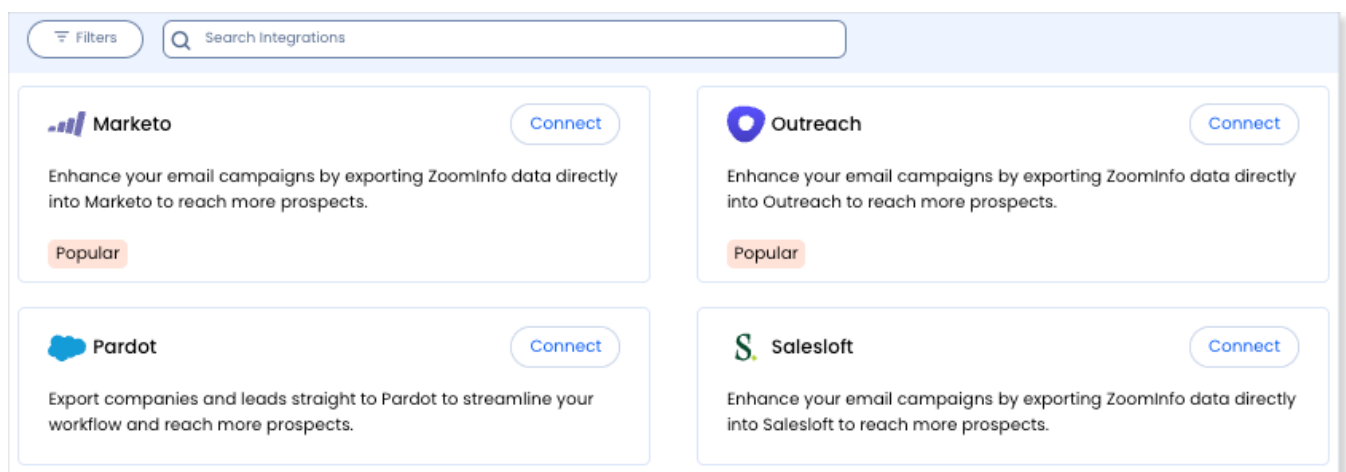 Filters
Search Integrations
Marketo
Connect
Enhance your email campaigns by exporting ZoomInfo data directly
into Marketo to reach more prospects.
Popular
Outreach
Connect
Enhance your email campaigns by exporting ZoomInfo data directly
into Outreach to reach more prospects.
Popular
Pardot
Connect
Export companies and leads straight to Pardot to streamline your
workflow and reach more prospects.
S.
Salesloft
Connect
Enhance your email campaigns by exporting ZoomInfo data directly
into Salesloft to reach more prospects.